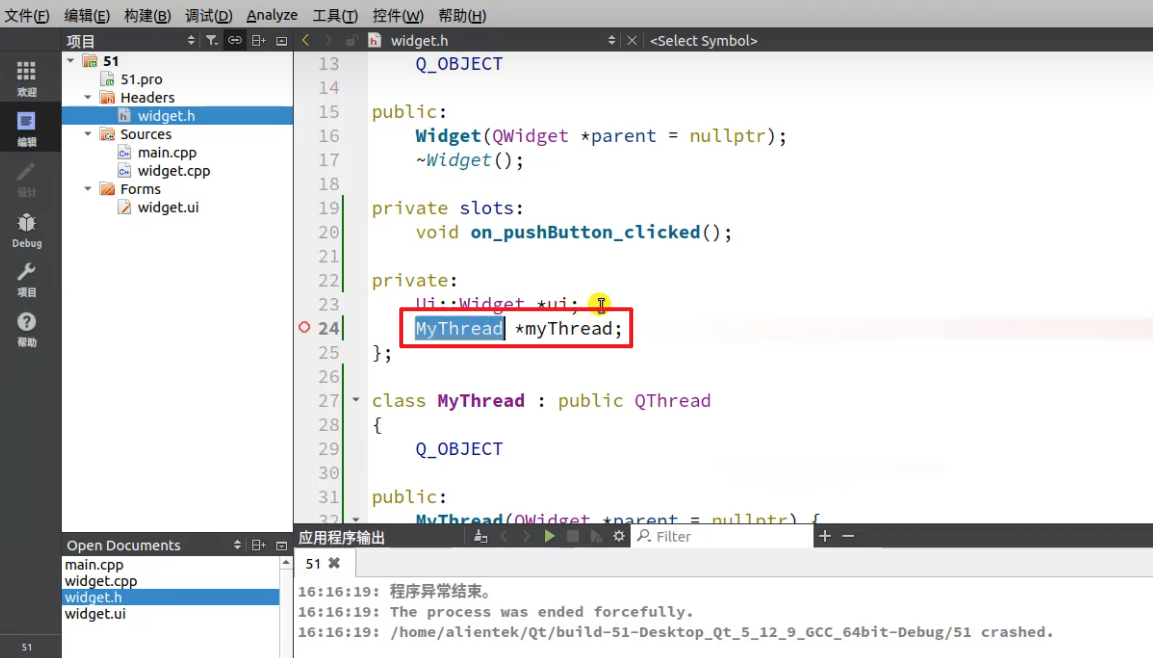 文件(F) 编辑(E) 构建(B) 调试(D) Analyze 工具(T) 控件(W) 帮助(H)
项目
widget.h
<Select Symbol>
欢迎
编辑
设计
Debug
项目
帮助
51
51
51.pro
Headers
widget.h
Sources
main.cpp
widget.cpp
Forms
widget.ui
13 Q_OBJECT
14
15 public:
16 Widget(QWidget *parent = nullptr);
17 ~Widget();
18
19 private slots:
20 void on_pushButton_clicked();
21
22 private:
23 Ui::Widget *ui;
24 MyThread *myThread;
25 };
26
27 class MyThread : public QThread
28 {
29 Q_OBJECT
30
31 public:
32 MyThread(QWidget *parent = nullptr) {
Open Documents
main.cpp
widget.cpp
widget.h
widget.ui
应用程序输出
Filter
51
16:16:19: 程序异常结束。
16:16:19: The process was ended forcefully.
16:16:19: /home/alientek/Qt/build-51-Desktop_Qt_5_12_9_GCC_64bit-Debug/51 crashed.